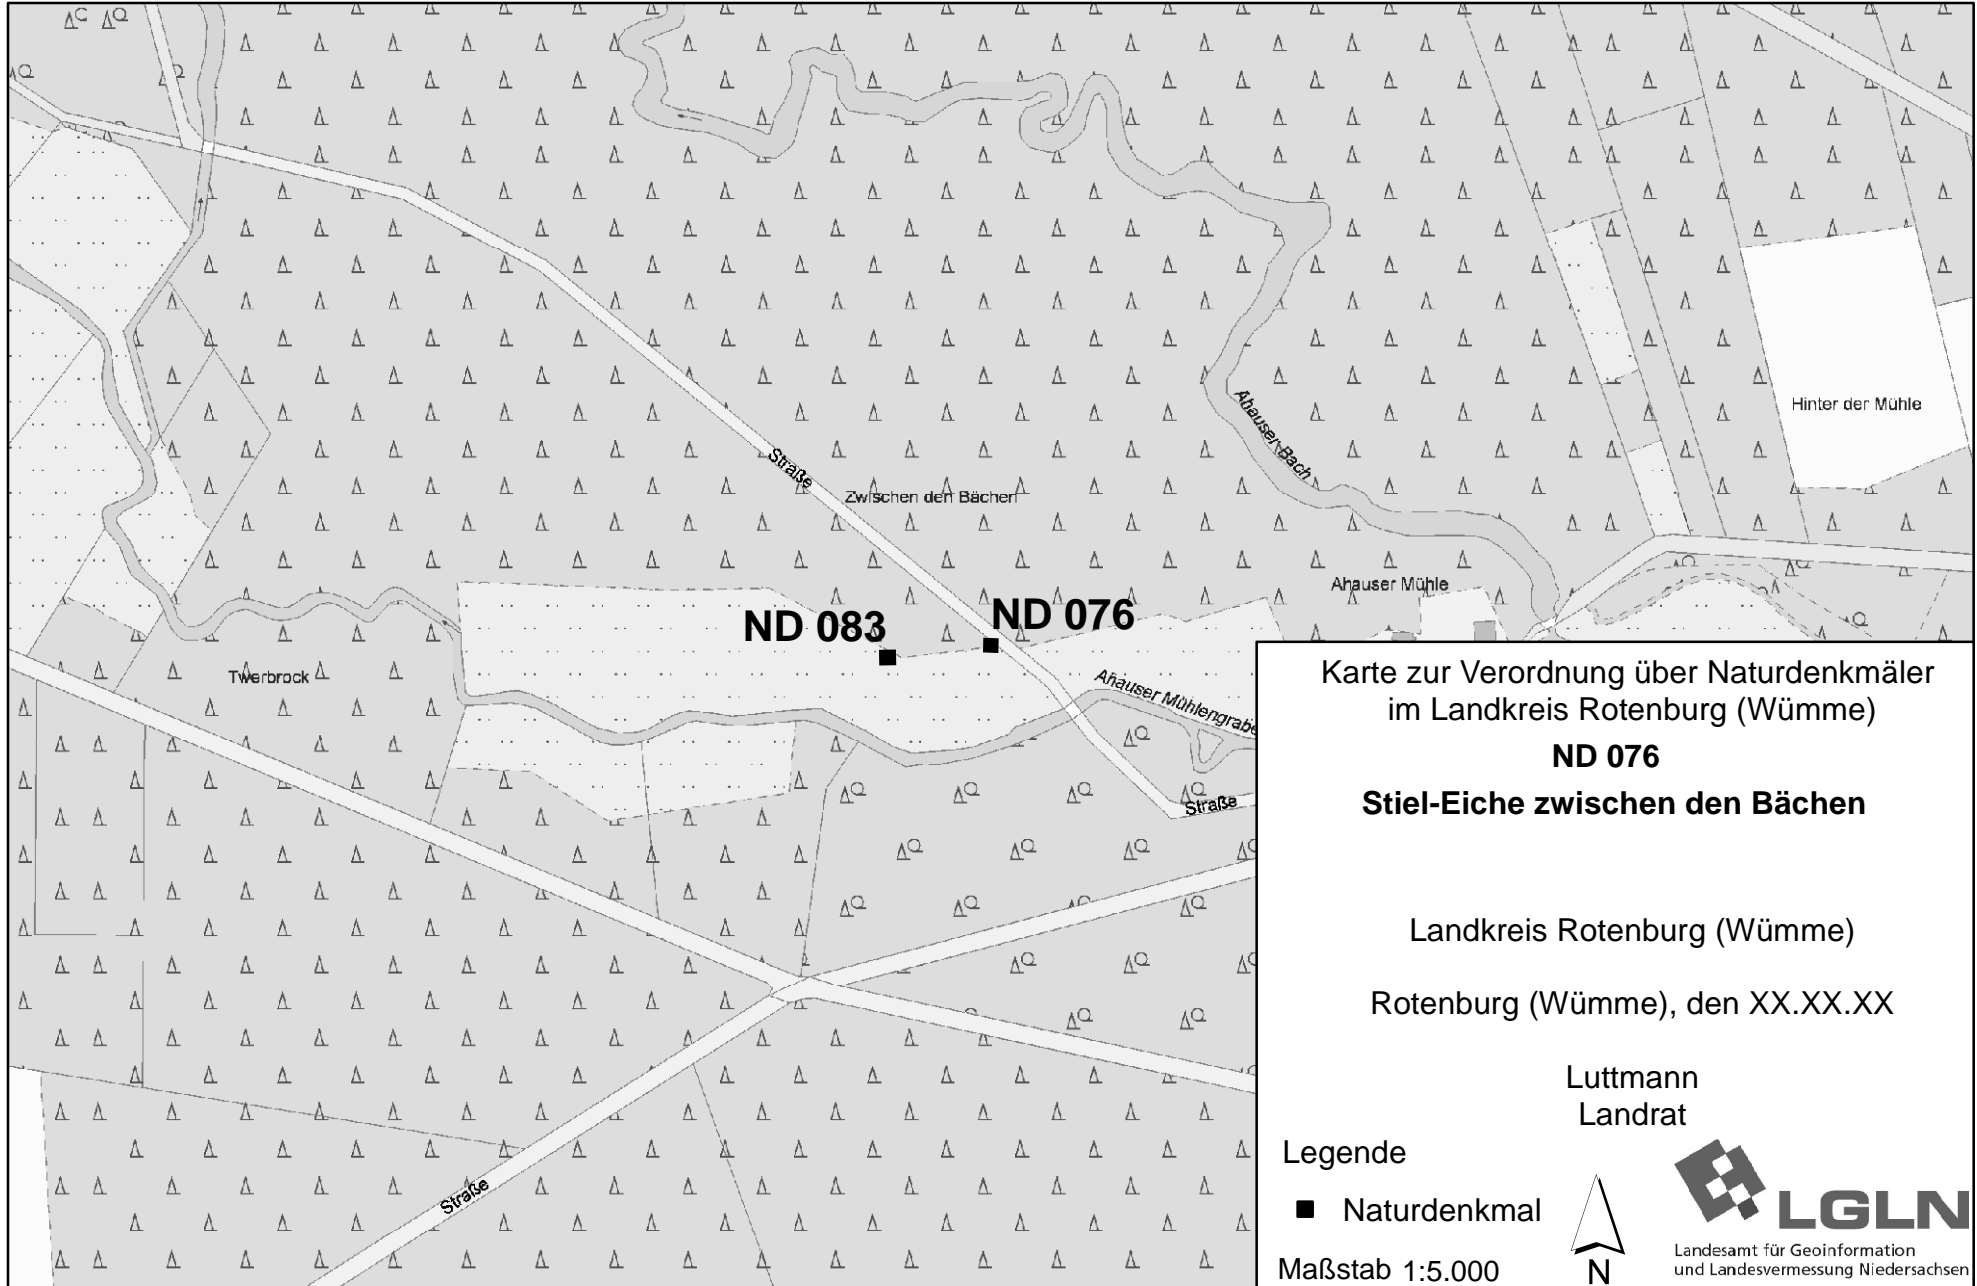 Hinter der Mühle
Ahauser Bach
Straße
Zwischen den Bächen
Ahauser Mühle
ND 083
ND 076
Twerbrock
Ahauser Mühlengrabe
Straße
Straße
Karte zur Verordnung über Naturdenkmäler
im Landkreis Rotenburg (Wümme)
ND 076
Stiel-Eiche zwischen den Bächen
Landkreis Rotenburg (Wümme)
Rotenburg (Wümme), den XX.XX.XX
Luttmann
Landrat
Legende
Naturdenkmal
Maßstab 1:5.000
N
LGLN
Landesamt für Geoinformation
und Landesvermessung Niedersachsen